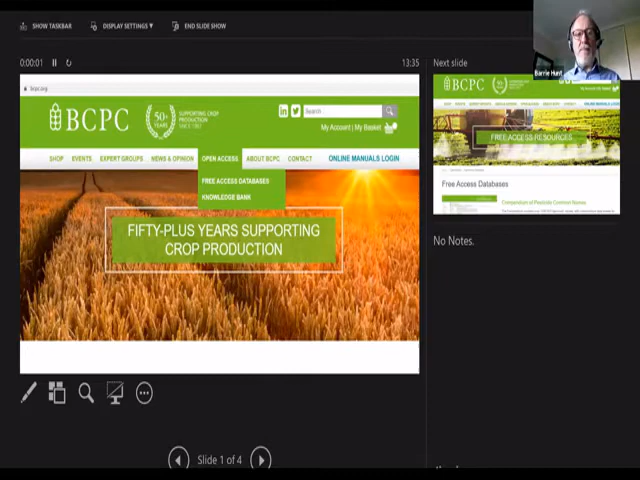 SHOW TASKBAR
DISPLAY SETTINGS ▼
END SLIDE SHOW
Barrie Hunt
0:00:01
13:35
Next slide
bcpc.org
BCPC
50+
YEARS
SUPPORTING CROP
PRODUCTION
SINCE 1967
Search
My Account | My Basket
SHOP
EVENTS
EXPERT GROUPS
NEWS & OPINION
OPEN ACCESS
ABOUT BCPC
CONTACT
ONLINE MANUALS LOGIN
FREE ACCESS DATABASES
KNOWLEDGE BANK
FIFTY-PLUS YEARS SUPPORTING
CROP PRODUCTION
BCPC
FREE ACCESS RESOURCES
Free Access Databases
Compendium of Pesticide Common Names
No Notes.
Slide 1 of 4